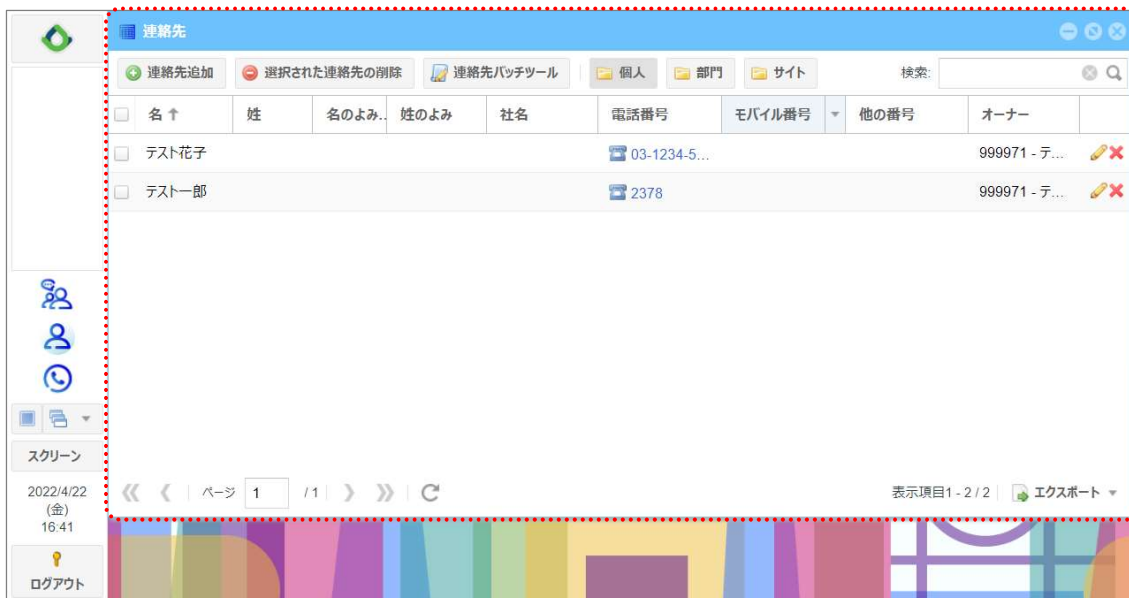 連絡先
連絡先追加 選択された連絡先の削除 連絡先バッチツール 個人 部門 サイト 検索:
名↑ 姓 名のよみ.. 姓のよみ 社名 電話番号 モバイル番号 他の番号 オーナー
テスト花子 03-1234-5... 999971 - テ...
テスト一郎 2378 999971 - テ...
スクリーン
2022/4/22
(金)
16:41
ログアウト
ページ 1 / 1 表示項目1 - 2 / 2 エクスポート